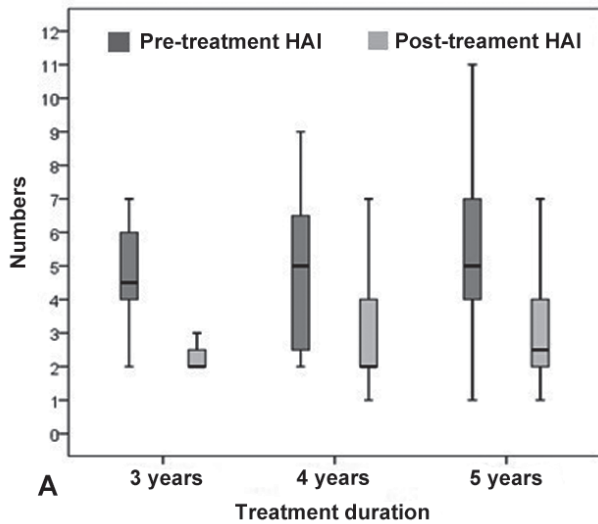 Pre-treatment HAI
Post-treament HAI
12
11
10
9
8
7
6
5
4
3
2
1
0
Numbers
3 years
4 years
5 years
A
Treatment duration